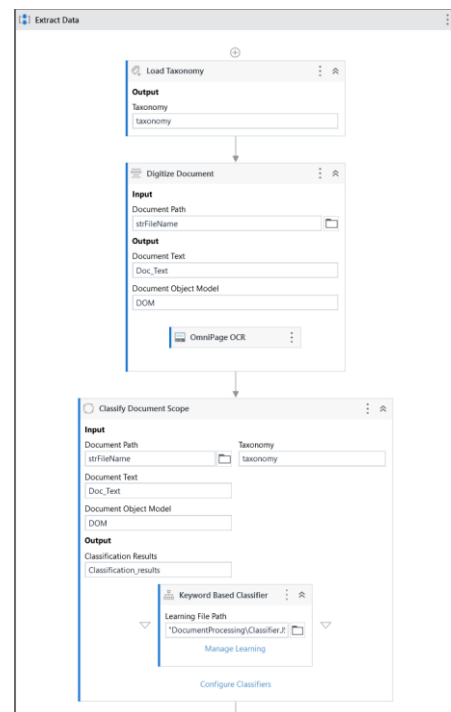 Extract Data
Load Taxonomy
Output
Taxonomy
taxonomy
Digitize Document
Input
Document Path
strFileName
Output
Document Text
Doc_Text
Document Object Model
DOM
OmniPage OCR
Classify Document Scope
Input
Document Path Taxonomy
strFileName taxonomy
Document Text
Doc_Text
Document Object Model
DOM
Output
Classification Results
Classification_results
Keyword Based Classifier
Learning File Path
"DocumentProcessing\Classifier.JS
Manage Learning
Configure Classifiers